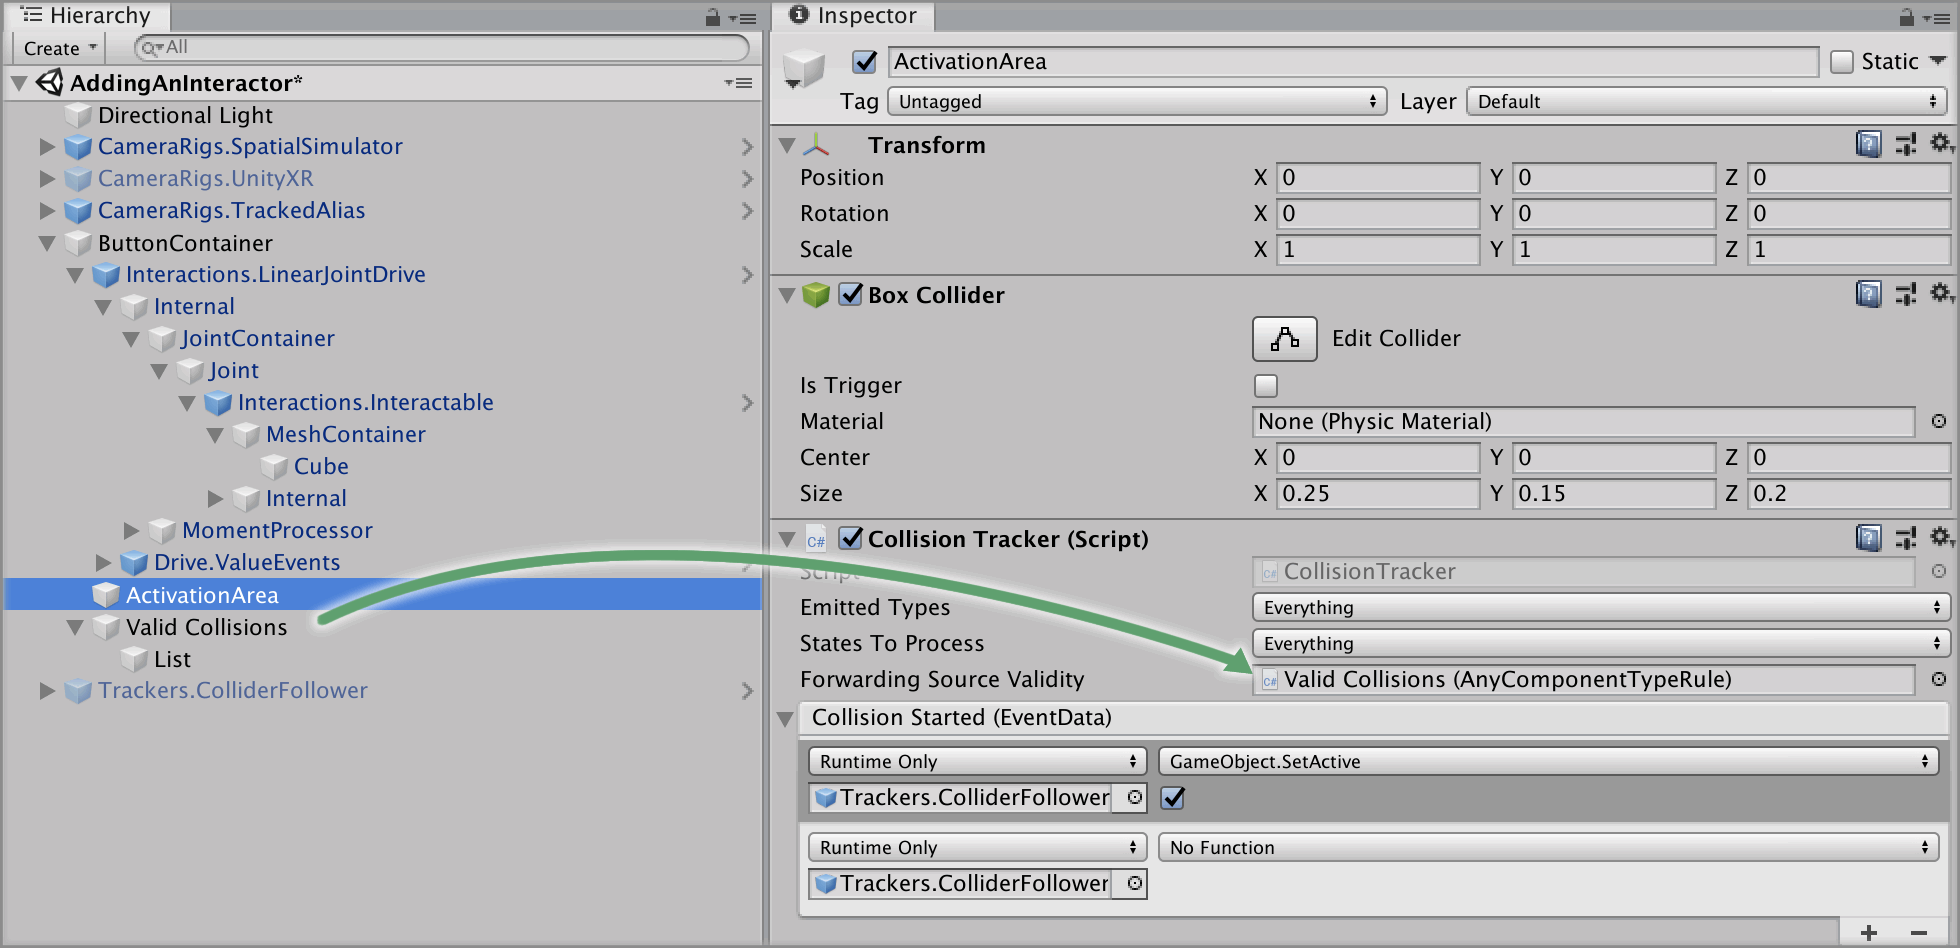 Hierarchy
Create
All
AddingAnInteractor*
Directional Light
CameraRigs.SpatialSimulator
CameraRigs.UnityXR
CameraRigs.TrackedAlias
ButtonContainer
Interactions.LinearJointDrive
Internal
JointContainer
Joint
Interactions.Interactable
MeshContainer
Cube
Internal
MomentProcessor
Drive.ValueEvents
ActivationArea
Valid Collisions
List
Trackers.ColliderFollower
Inspector
ActivationArea
Static
Tag Untagged Layer Default
Transform
Position X 0 Y 0 Z 0
Rotation X 0 Y 0 Z 0
Scale X 1 Y 1 Z 1
Box Collider
Edit Collider
Is Trigger
Material None (Physic Material)
Center X 0 Y 0 Z 0
Size X 0.25 Y 0.15 Z 0.2
C# Collision Tracker (Script)
Script C# CollisionTracker
Emitted Types Everything
States To Process Everything
Forwarding Source Validity C# Valid Collisions (AnyComponentTypeRule)
Collision Started (EventData)
Runtime Only GameObject.SetActive
Trackers.ColliderFollower
Runtime Only No Function
Trackers.ColliderFollower